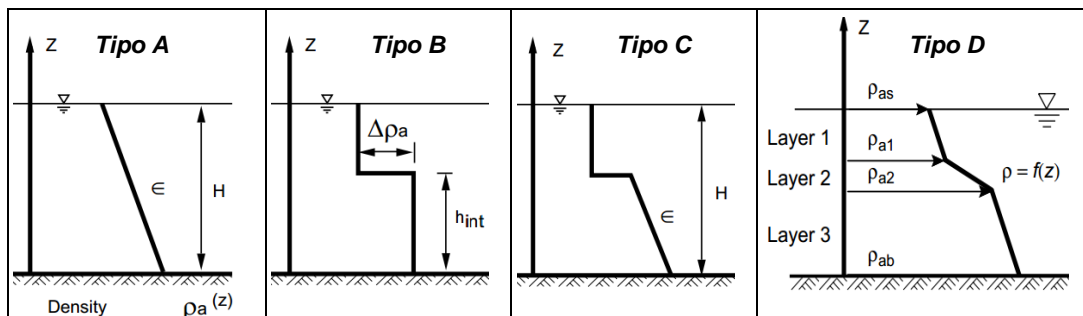 Tipo A
Z
∈
H
Density
ρa (z)
Tipo B
Z
Δρa
hint
Tipo C
Z
∈
H
Tipo D
Z
ρas
Layer 1
ρa1
Layer 2
ρa2
ρ = f(z)
Layer 3
ρab